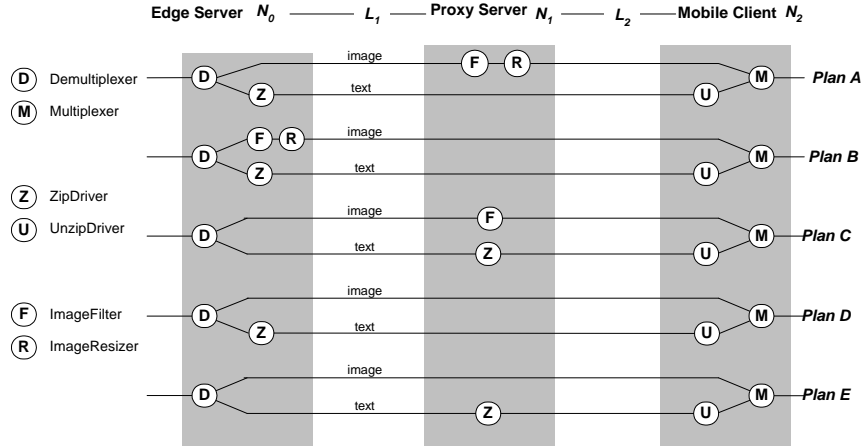 Edge Server N0 L1 Proxy Server N1 L2 Mobile Client N2
D Demultiplexer
M Multiplexer
Z ZipDriver
U UnzipDriver
F ImageFilter
R ImageResizer
image
D F R M Plan A
text
Z U
F R image
D M Plan B
text
Z U
image
F
D M Plan C
text
Z U
image
D M Plan D
text
Z U
image
D M Plan E
text
Z U